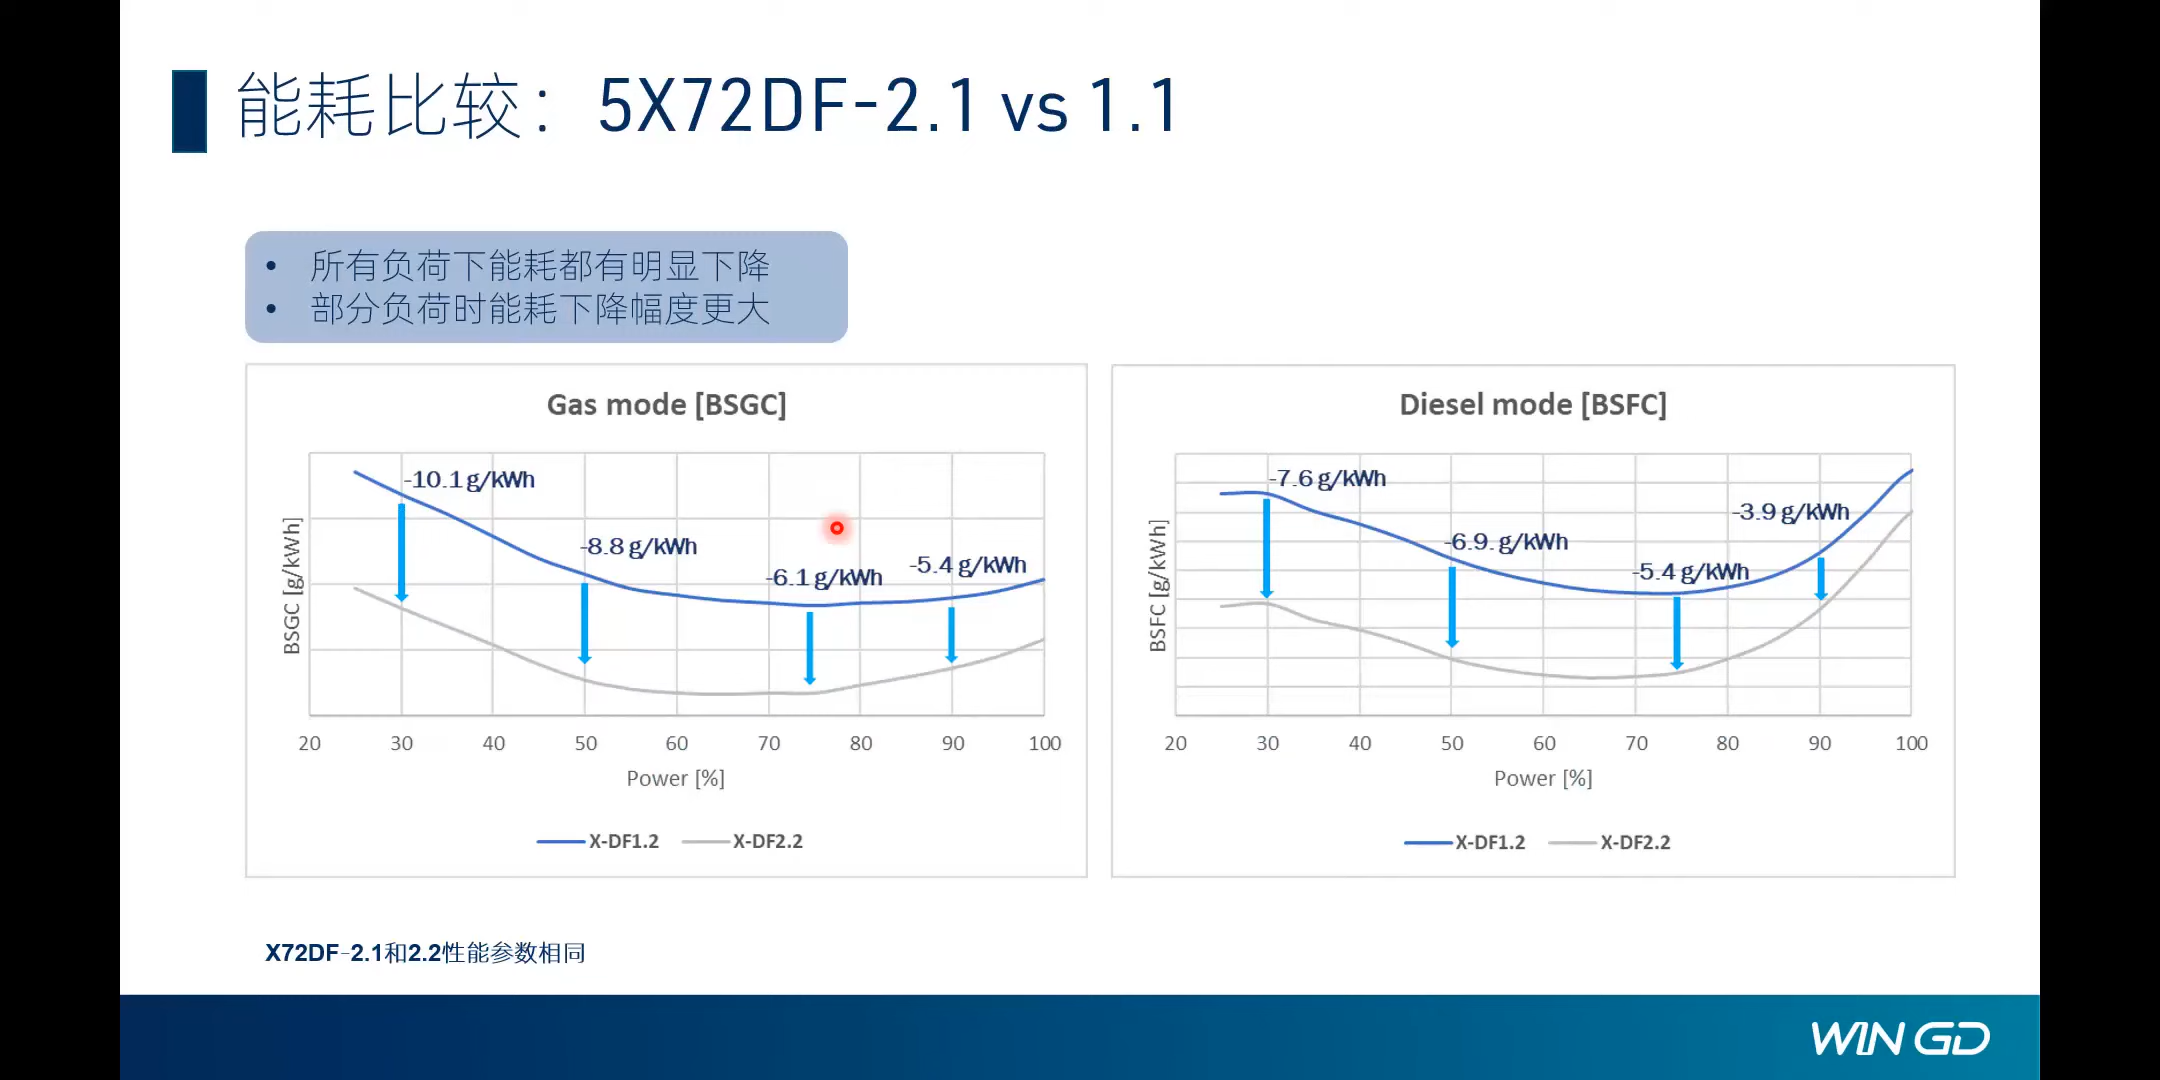 能耗比较：5X72DF-2.1 vs 1.1
• 所有负荷下能耗都有明显下降
• 部分负荷时能耗下降幅度更大
Gas mode [BSGC]
-10.1 g/kWh
-8.8 g/kWh
-6.1 g/kWh
-5.4 g/kWh
BSGC [g/kWh]
20 30 40 50 60 70 80 90 100
Power [%]
X-DF1.2 X-DF2.2
Diesel mode [BSFC]
-7.6 g/kWh
-6.9. g/kWh
-5.4 g/kWh
-3.9 g/kWh
BSFC [g/kWh]
20 30 40 50 60 70 80 90 100
Power [%]
X-DF1.2 X-DF2.2
X72DF-2.1和2.2性能参数相同
WIN GD